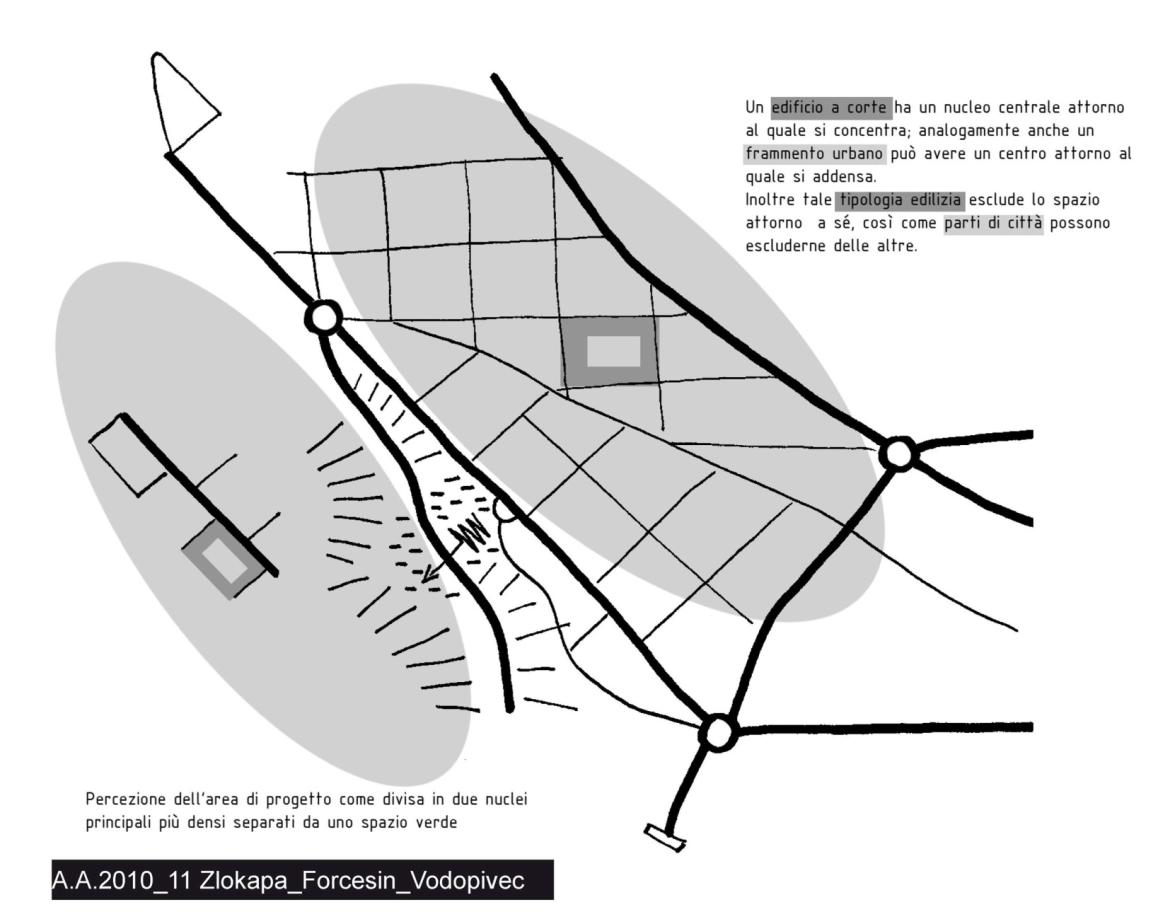 Un edificio a corte ha un nucleo centrale attorno
al quale si concentra; analogamente anche un
frammento urbano può avere un centro attorno al
quale si addensa.
Inoltre tale tipologia edilizia esclude lo spazio
attorno a sé, così come parti di città possono
escluderne delle altre.
Percezione dell'area di progetto come divisa in due nuclei
principali più densi separati da uno spazio verde
A.A.2010_11 Zlokapa_Forcesin_Vodopivec